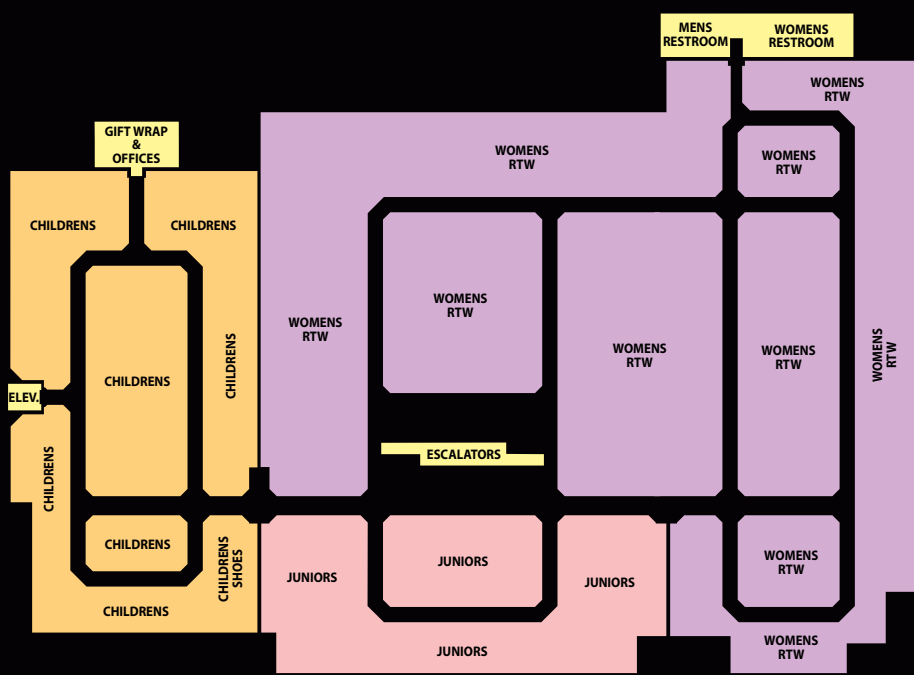 MENS
RESTROOM
WOMENS
RESTROOM
WOMENS
RTW
GIFT WRAP
&
OFFICES
WOMENS
RTW
WOMENS
RTW
CHILDRENS
CHILDRENS
WOMENS
RTW
WOMENS
RTW
CHILDRENS
WOMENS
RTW
WOMENS
RTW
WOMENS
RTW
CHILDRENS
ELEV.
ESCALATORS
CHILDRENS
CHILDRENS
CHILDRENS
SHOES
JUNIORS
WOMENS
RTW
JUNIORS
JUNIORS
CHILDRENS
JUNIORS
WOMENS
RTW